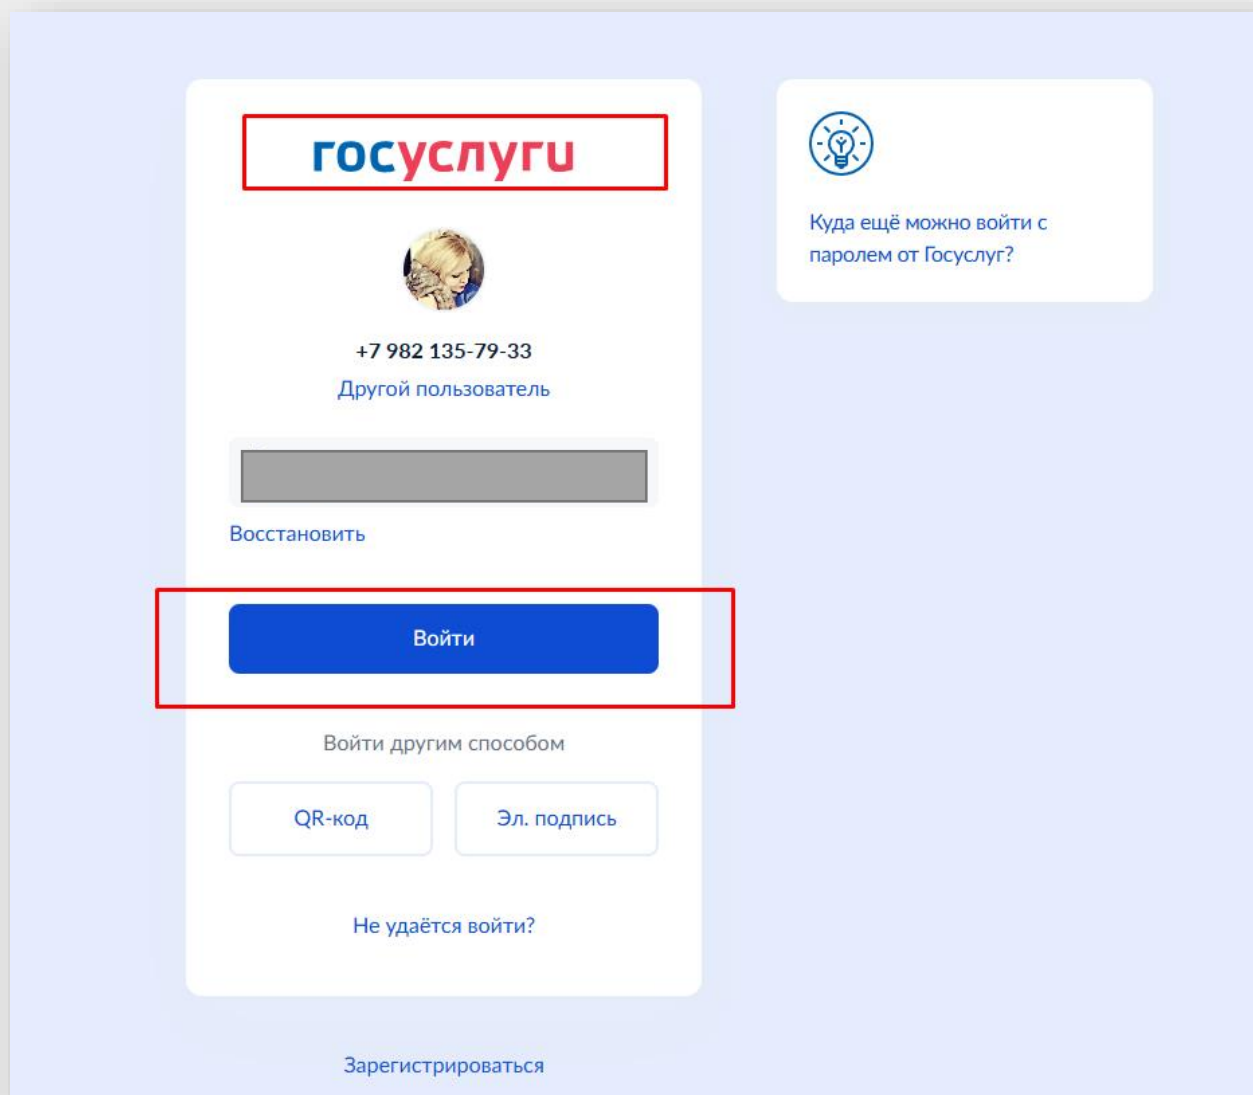 госуслуги
+7 982 135-79-33
Другой пользователь
Восстановить
Войти
Войти другим способом
QR-код
Эл. подпись
Не удаётся войти?
Зарегистрироваться
Куда ещё можно войти с
паролем от Госуслуг?